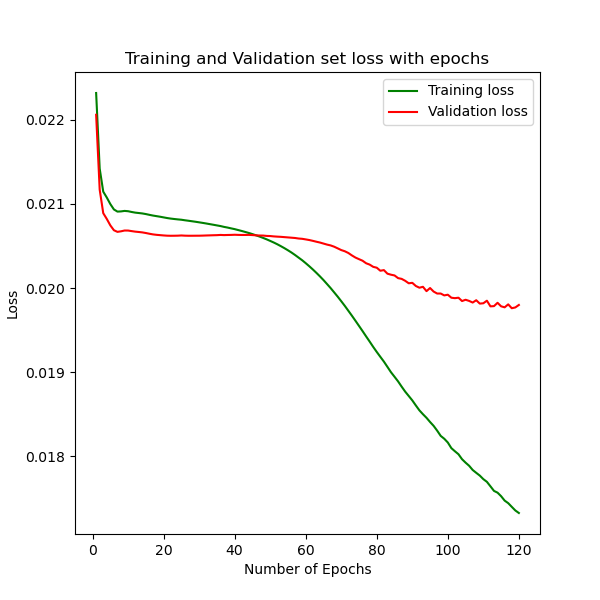 Training and Validation set loss with epochs
Training loss
Validation loss
0.022
0.021
0.020
0.019
0.018
Loss
0 20 40 60 80 100 120
Number of Epochs